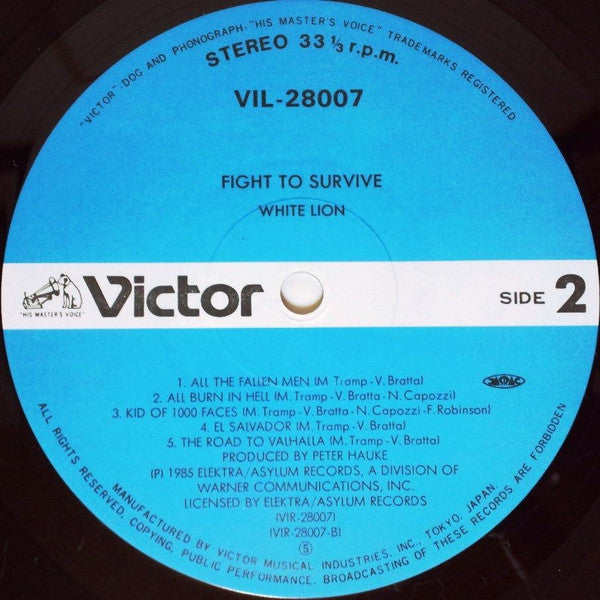 "VICTOR"-DOG AND PHONOGRAPH-"HIS MASTER'S VOICE" TRADEMARKS REGISTERED.
STEREO 33 1/3 r.p.m.
VIL-28007
FIGHT TO SURVIVE
WHITE LION
"HIS MASTER'S VOICE"
Victor
SIDE 2
1. ALL THE FALLEN MEN (M. Tramp-V. Bratta)
2. ALL BURN IN HELL (M. Tramp-V. Bratta-N. Capozzi)
3. KID OF 1000 FACES (M. Tramp-V. Bratta-N. Capozzi-F. Robinson)
4. EL SALVADOR (M. Tramp-V. Bratta)
5. THE ROAD TO VALHALLA (M. Tramp-V. Bratta)
PRODUCED BY PETER HAUKE
(P) 1985 ELEKTRA/ASYLUM RECORDS, A DIVISION OF
WARNER COMMUNICATIONS, INC.
LICENSED BY ELEKTRA/ASYLUM RECORDS
(VIR-28007)
(VIR-28007-B)
Ⓢ
MANUFACTURED BY VICTOR MUSICAL INDUSTRIES, INC., TOKYO, JAPAN.
ALL RIGHTS RESERVED. COPYING, PUBLIC PERFORMANCE, BROADCASTING OF THESE RECORDS ARE FORBIDDEN